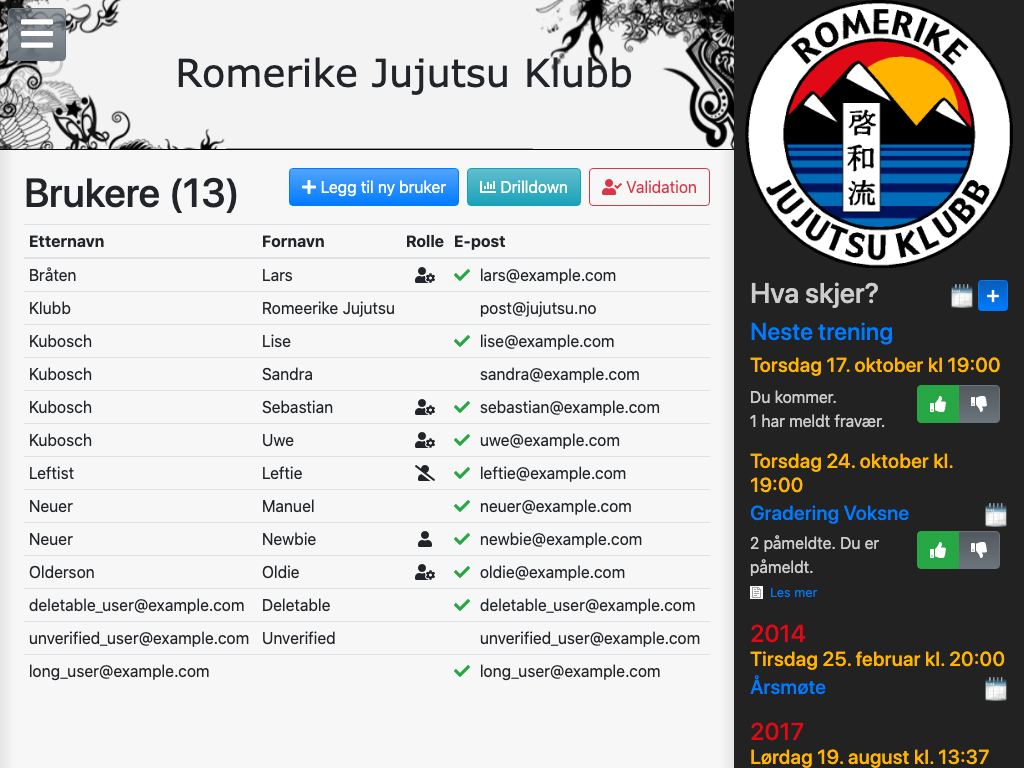 Romerike Jujutsu Klubb
Brukere (13)
Legg til ny bruker
Drilldown
Validation
Etternavn Fornavn Rolle E-post
Bråten Lars lars@example.com
Klubb Romeerike Jujutsu post@jujutsu.no
Kubosch Lise lise@example.com
Kubosch Sandra sandra@example.com
Kubosch Sebastian sebastian@example.com
Kubosch Uwe uwe@example.com
Leftist Leftie leftie@example.com
Neuer Manuel neuer@example.com
Neuer Newbie newbie@example.com
Olderson Oldie oldie@example.com
deletable_user@example.com Deletable deletable_user@example.com
unverified_user@example.com Unverified unverified_user@example.com
long_user@example.com long_user@example.com
ROMERIKE
啓和流
JUJUTSU KLUBB
Hva skjer?
Neste trening
Torsdag 17. oktober kl 19:00
Du kommer.
1 har meldt fravær.
Torsdag 24. oktober kl.
19:00
Gradering Voksne
2 påmeldte. Du er
påmeldt.
Les mer
2014
Tirsdag 25. februar kl. 20:00
Årsmøte
2017
Lørdag 19. august kl. 13:37